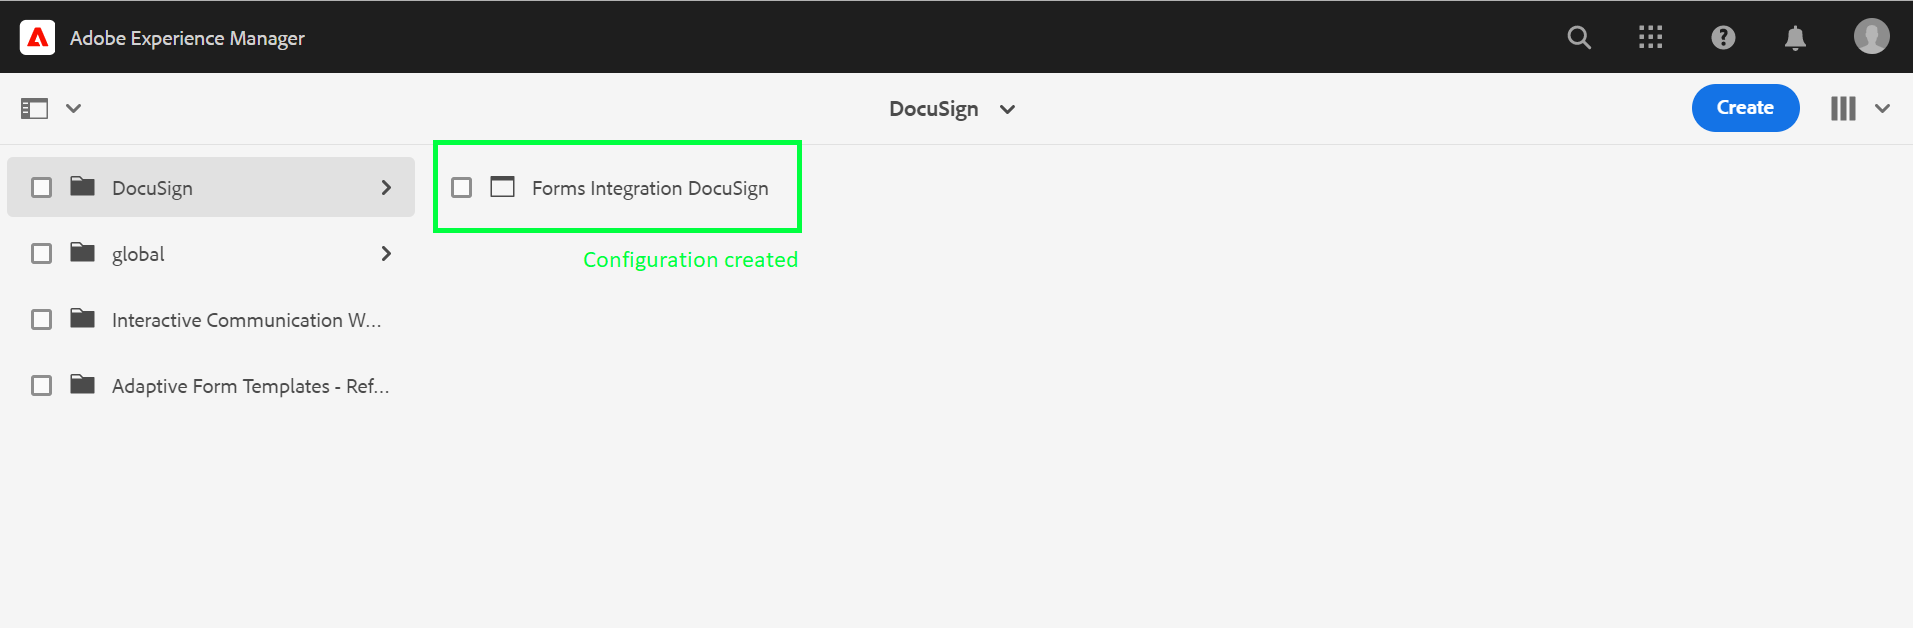 Adobe Experience Manager
DocuSign
Create
DocuSign
Forms Integration DocuSign
global
Configuration created
Interactive Communication W...
Adaptive Form Templates - Ref...